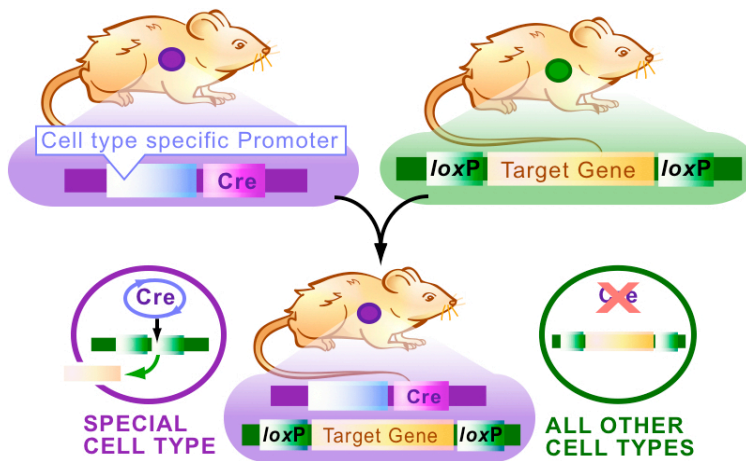 Cell type specific Promoter
Cre
loxP Target Gene loxP
Cre
Cre
Cre
loxP Target Gene loxP
SPECIAL
CELL TYPE
ALL OTHER
CELL TYPES